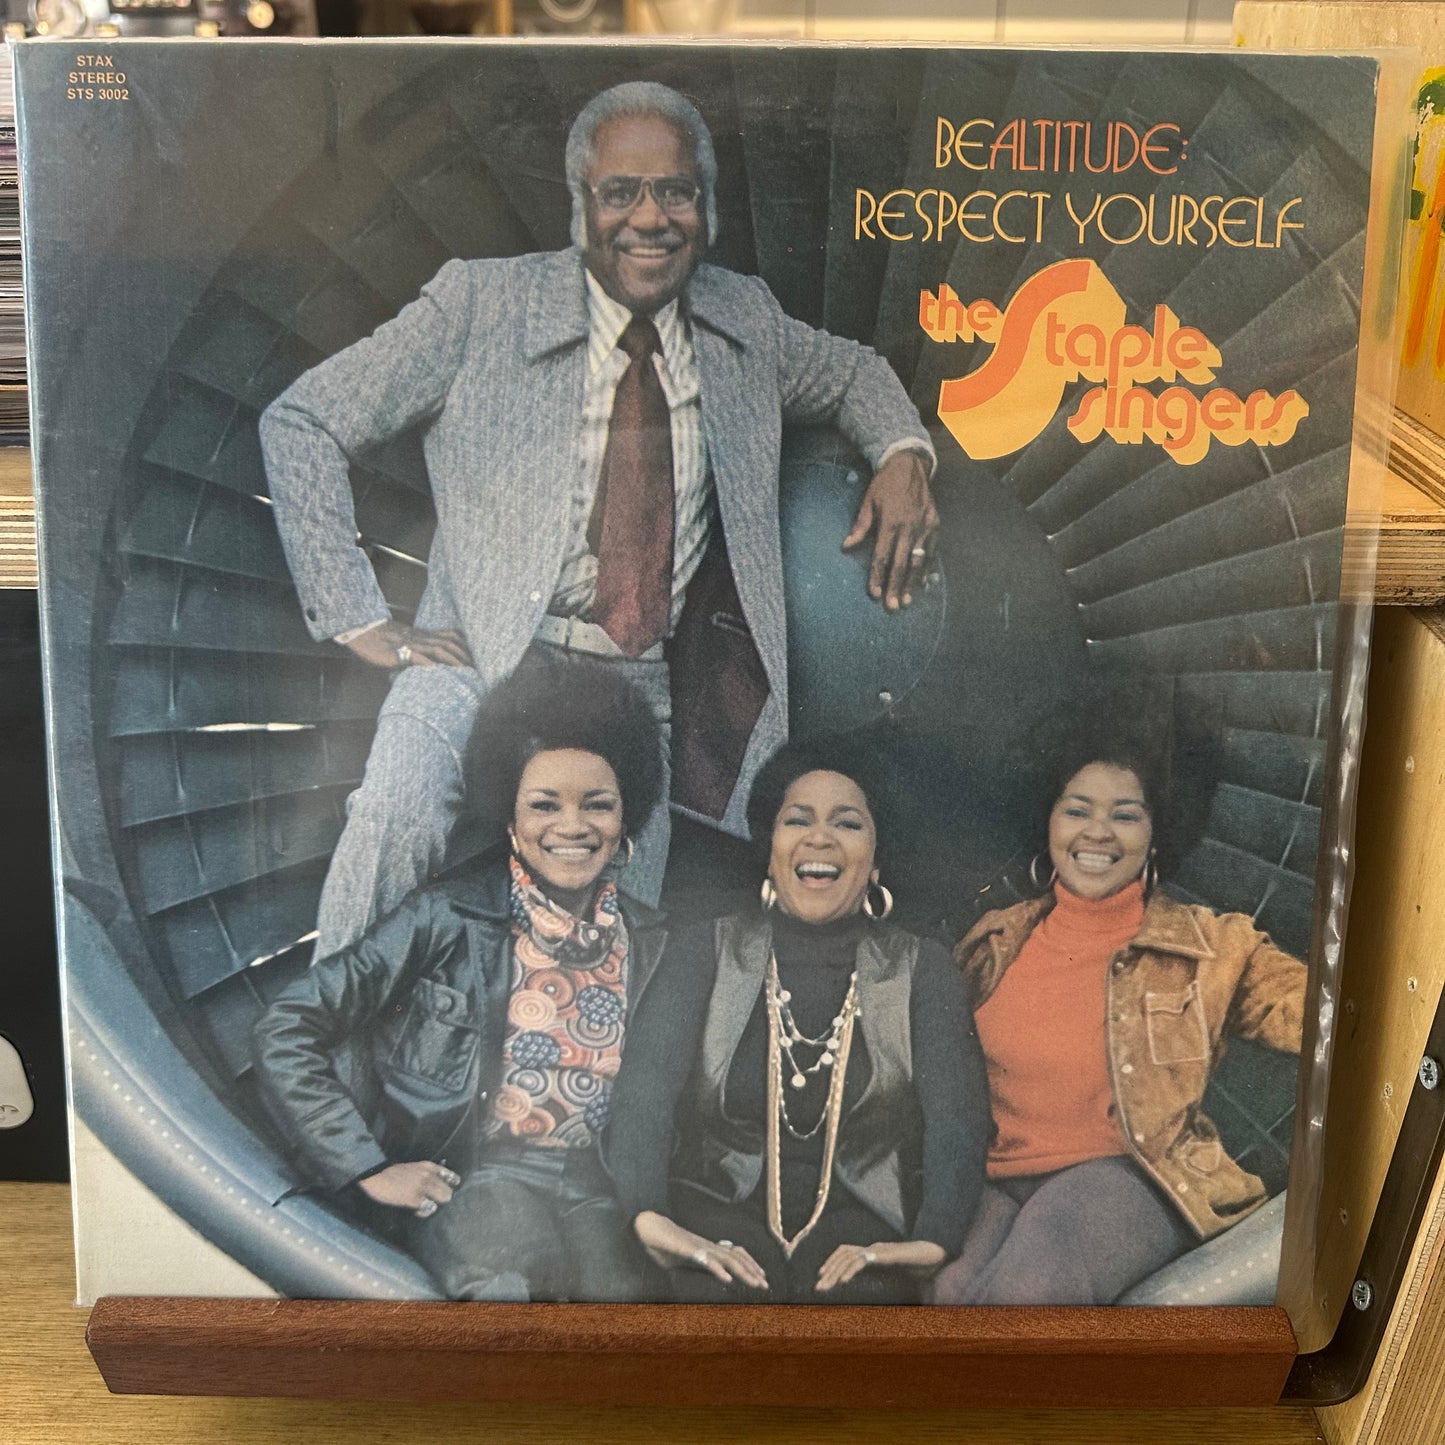 STAX
STEREO
STS 3002
BEALTITUDE:
RESPECT YOURSELF
the Staple
singers